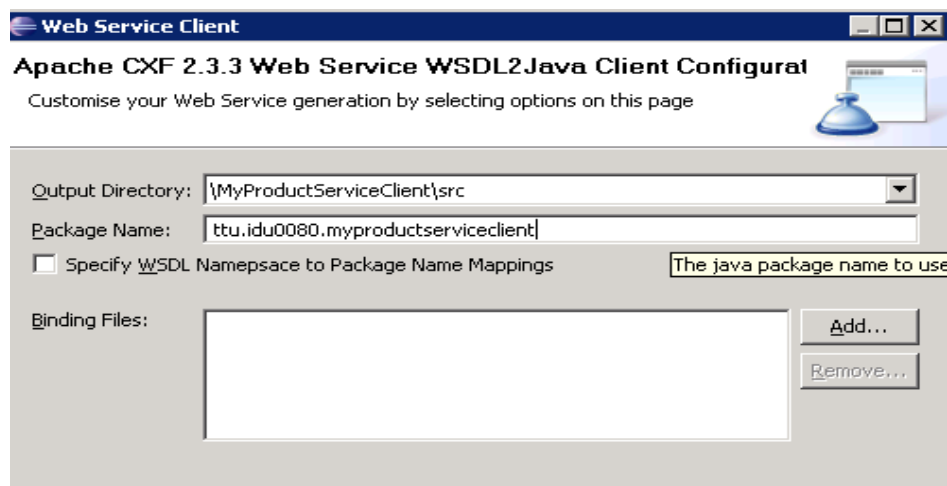 Web Service Client
Apache CXF 2.3.3 Web Service WSDL2Java Client Configurat
Customise your Web Service generation by selecting options on this page
Output Directory: \MyProductServiceClient\src
Package Name: ttu.idu0080.myproductserviceclient
Specify WSDL Namepsace to Package Name Mappings The java package name to use
Binding Files: Add...
Remove...